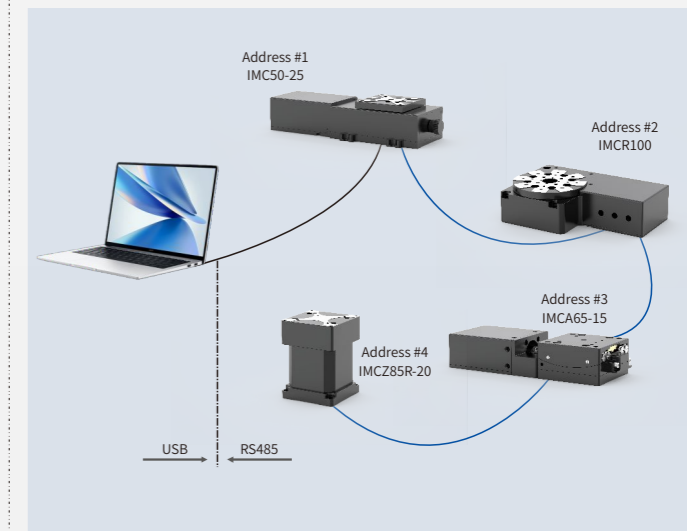 Address #1
IMC50-25
Address #2
IMCR100
Address #3
IMCA65-15
Address #4
IMCZ85R-20
USB
RS485